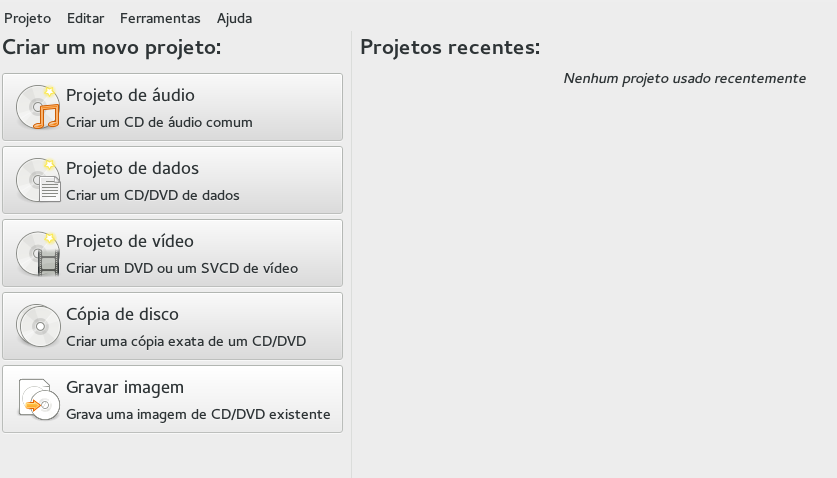 Projeto Editar Ferramentas Ajuda
Criar um novo projeto:
Projeto de áudio
Criar um CD de áudio comum
Projeto de dados
Criar um CD/DVD de dados
Projeto de vídeo
Criar um DVD ou um SVCD de vídeo
Cópia de disco
Criar uma cópia exata de um CD/DVD
Gravar imagem
Grava uma imagem de CD/DVD existente
Projetos recentes:
Nenhum projeto usado recentemente